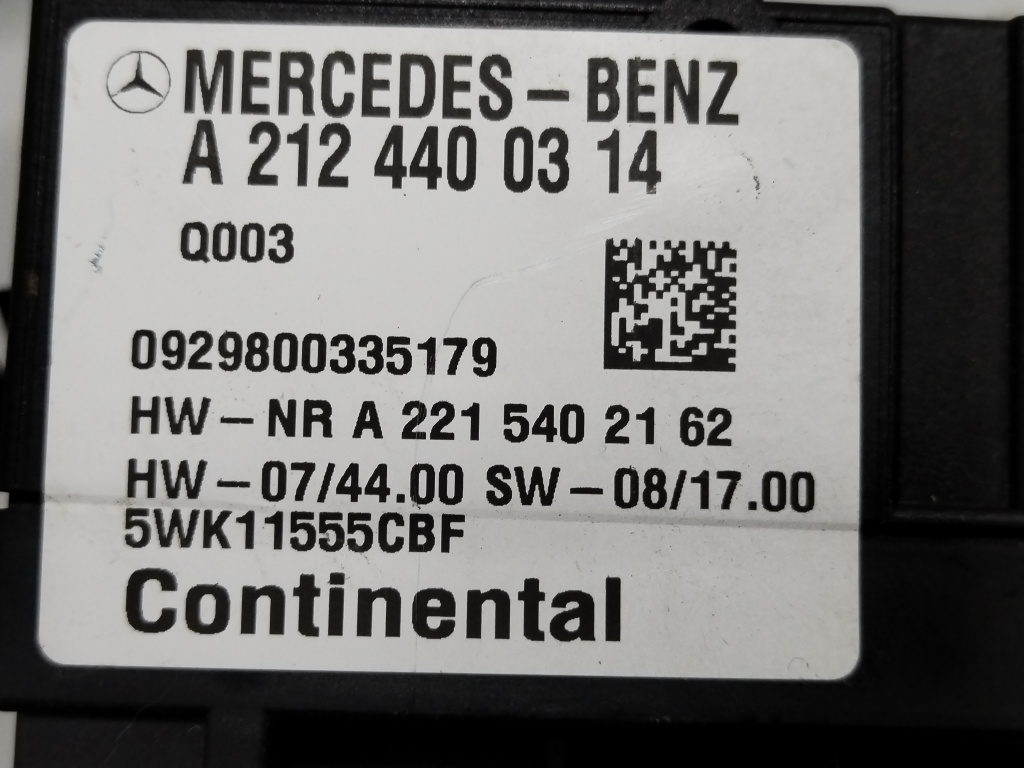 MERCEDES-BENZ
A 212 440 03 14
Q003
0929800335179
HW-NR A 221 540 21 62
HW-07/44.00 SW-08/17.00
5WK11555CBF
Continental